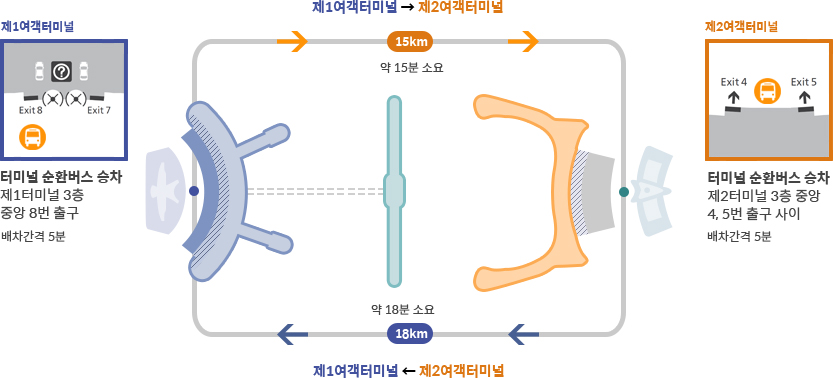 제1여객터미널 → 제2여객터미널
제1여객터미널
Exit 8
Exit 7
터미널 순환버스 승차
제1터미널 3층
중앙 8번 출구
배차간격 5분
15km
약 15분 소요
약 18분 소요
18km
제1여객터미널 ← 제2여객터미널
제2여객터미널
Exit 4
Exit 5
터미널 순환버스 승차
제2터미널 3층 중앙
4, 5번 출구 사이
배차간격 5분